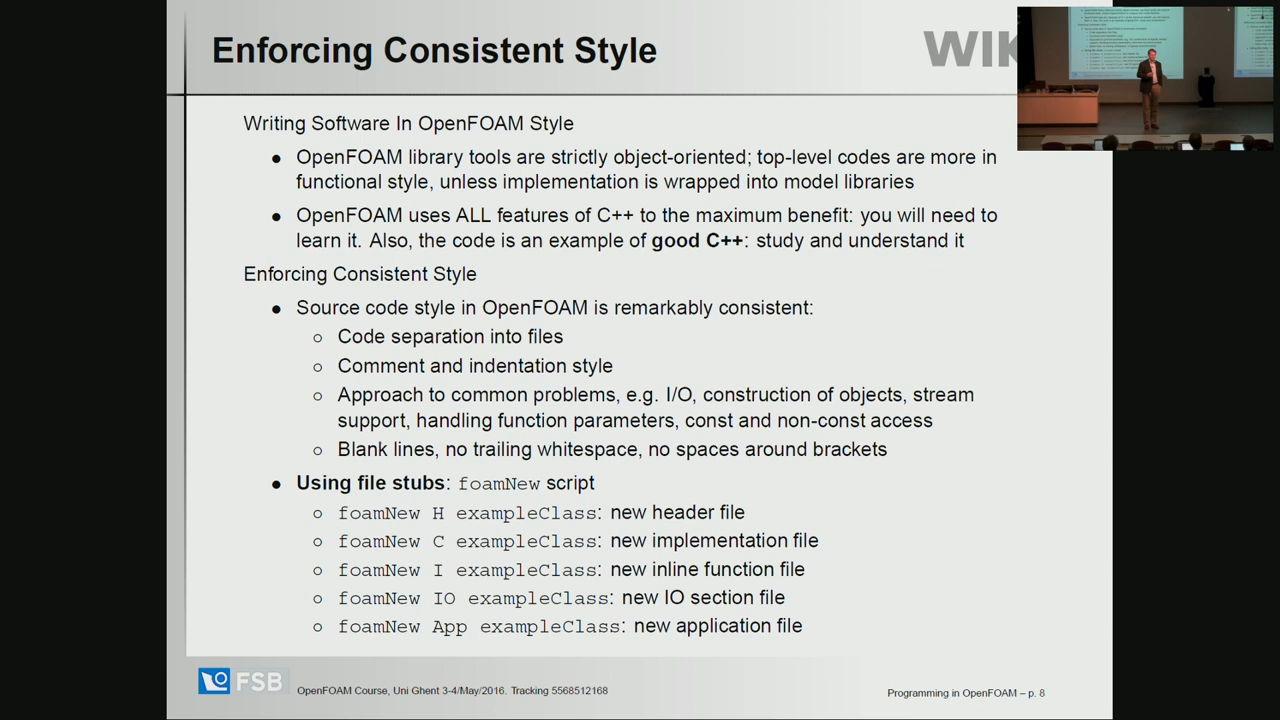 Enforcing Consistent Style
WIK
Writing Software In OpenFOAM Style
● OpenFOAM library tools are strictly object-oriented; top-level codes are more in
functional style, unless implementation is wrapped into model libraries
● OpenFOAM uses ALL features of C++ to the maximum benefit: you will need to
learn it. Also, the code is an example of good C++: study and understand it
Enforcing Consistent Style
● Source code style in OpenFOAM is remarkably consistent:
○ Code separation into files
○ Comment and indentation style
○ Approach to common problems, e.g. I/O, construction of objects, stream
support, handling function parameters, const and non-const access
○ Blank lines, no trailing whitespace, no spaces around brackets
● Using file stubs: foamNew script
○ foamNew H exampleClass: new header file
○ foamNew C exampleClass: new implementation file
○ foamNew I exampleClass: new inline function file
○ foamNew IO exampleClass: new IO section file
○ foamNew App exampleClass: new application file
FSB
OpenFOAM Course, Uni Ghent 3-4/May/2016. Tracking 5568512168
Programming in OpenFOAM – p. 8